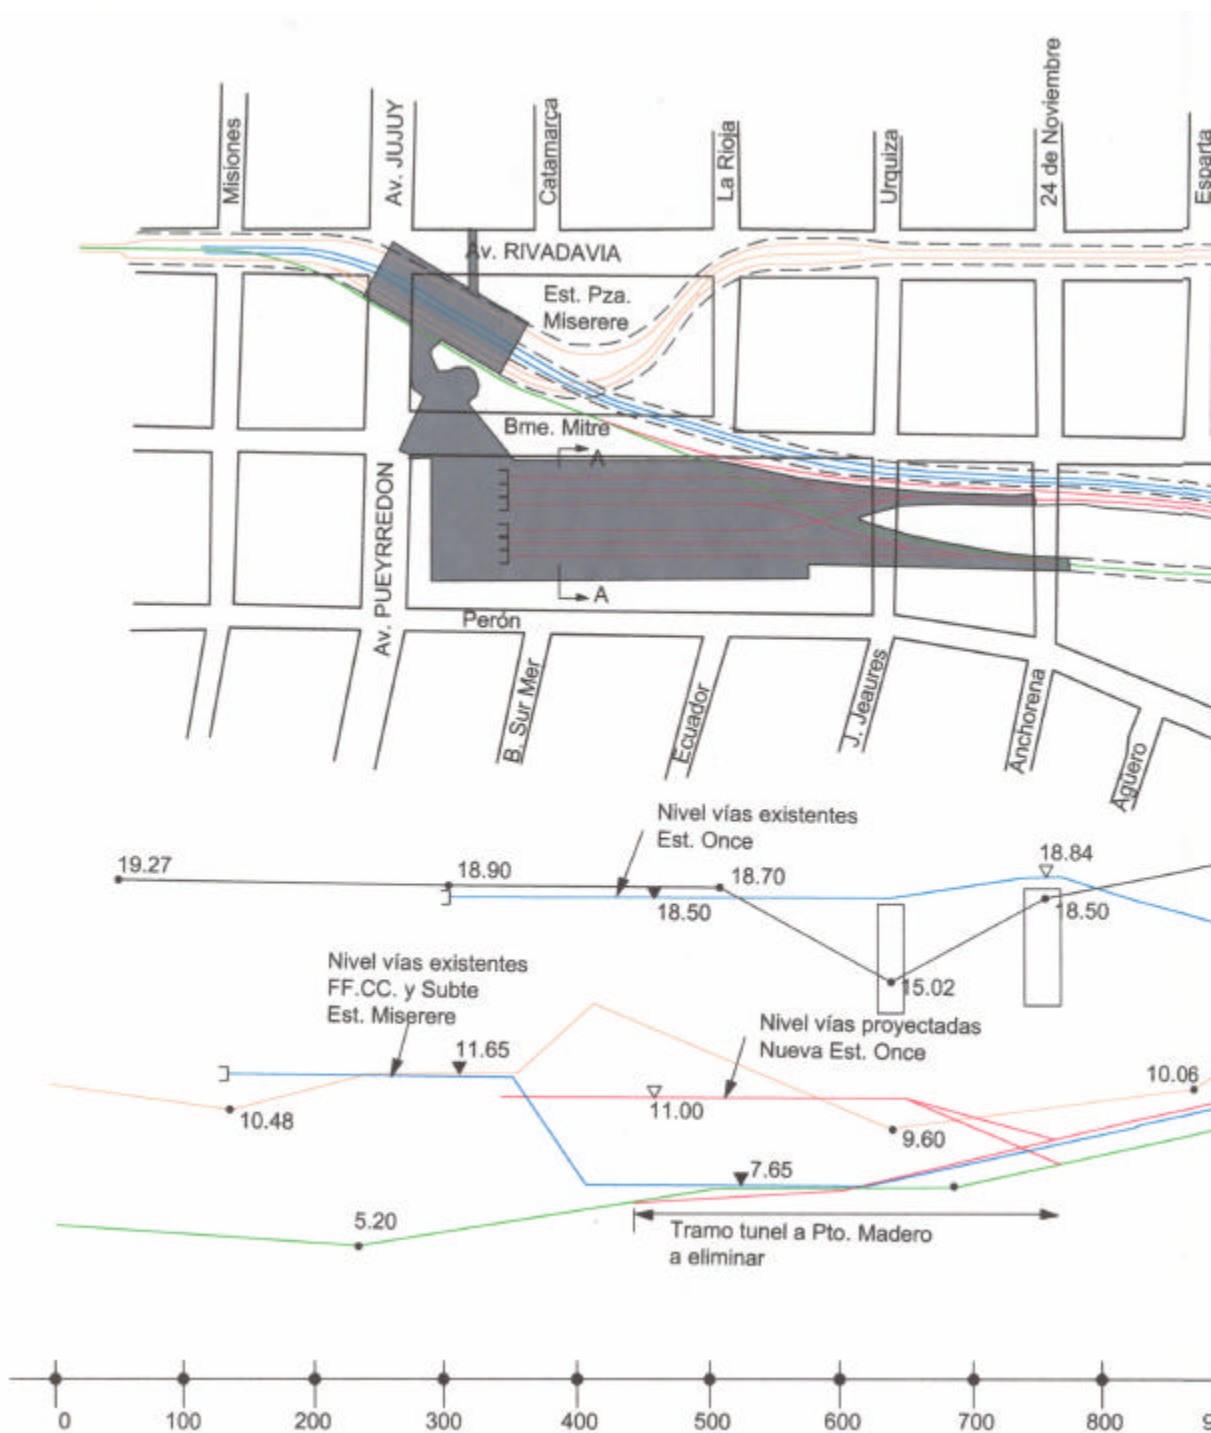 Misiones
Av. JUJUY
Catamarca
La Rioja
Urquiza
24 de Noviembre
Esparta
Av. RIVADAVIA
Est. Pza.
Miserere
Bme. Mitre
A
A
Av. PUEYRREDON
Perón
B. Sur Mer
Ecuador
J. Jeaures
Anchorena
Agüero
Nivel vías existentes
Est. Once
19.27
18.90
18.70
18.84
18.50
18.50
15.02
Nivel vías existentes
FF.CC. y Subte
Est. Miserere
Nivel vías proyectadas
Nueva Est. Once
11.65
10.48
11.00
10.06
9.60
7.65
5.20
Tramo tunel a Pto. Madero
a eliminar
0 100 200 300 400 500 600 700 800 9